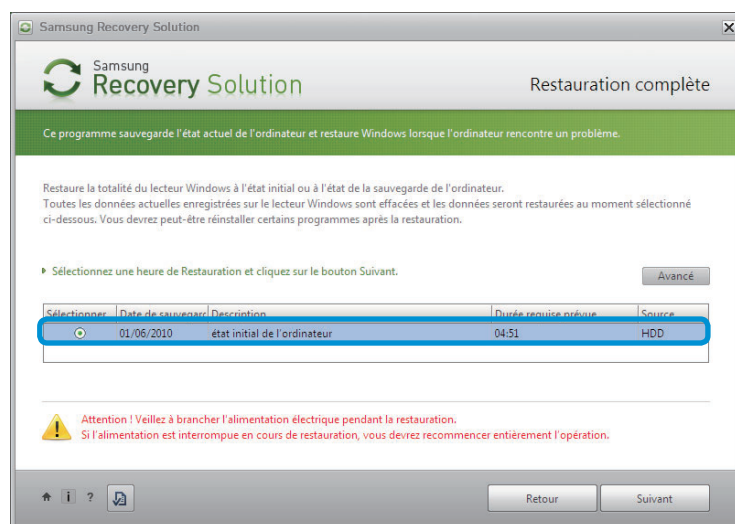 Samsung Recovery Solution
Samsung
Recovery Solution
Restauration complète
Ce programme sauvegarde l'état actuel de l'ordinateur et restaure Windows lorsque l'ordinateur rencontre un problème.
Restaure la totalité du lecteur Windows à l'état initial ou à l'état de la sauvegarde de l'ordinateur.
Toutes les données actuelles enregistrées sur le lecteur Windows sont effacées et les données seront restaurées au moment sélectionné
ci-dessous. Vous devrez peut-être réinstaller certains programmes après la restauration.
Sélectionnez une heure de Restauration et cliquez sur le bouton Suivant.
Avancé
Sélectionner Date de sauvegarc Description Durée requise prévue Source
01/06/2010 état initial de l'ordinateur 04:51 HDD
Attention ! Veillez à brancher l'alimentation électrique pendant la restauration.
Si l'alimentation est interrompue en cours de restauration, vous devrez recommencer entièrement l'opération.
i ? Retour Suivant